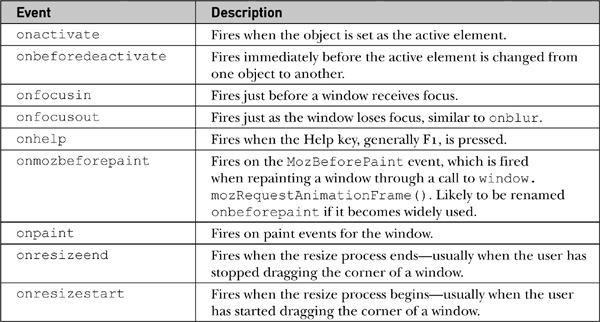 Event Description
onactivate Fires when the object is set as the active element.
onbeforedeactivate Fires immediately before the active element is changed from
one object to another.
onfocusin Fires just before a window receives focus.
onfocusout Fires just as the window loses focus, similar to onblur.
onhelp Fires when the Help key, generally F1, is pressed.
onmozbeforepaint Fires on the MozBeforePaint event, which is fired
when repainting a window through a call to window.
mozRequestAnimationFrame(). Likely to be renamed
onbeforepaint if it becomes widely used.
onpaint Fires on paint events for the window.
onresizeend Fires when the resize process ends—usually when the user has
stopped dragging the corner of a window.
onresizestart Fires when the resize process begins—usually when the user
has started dragging the corner of a window.